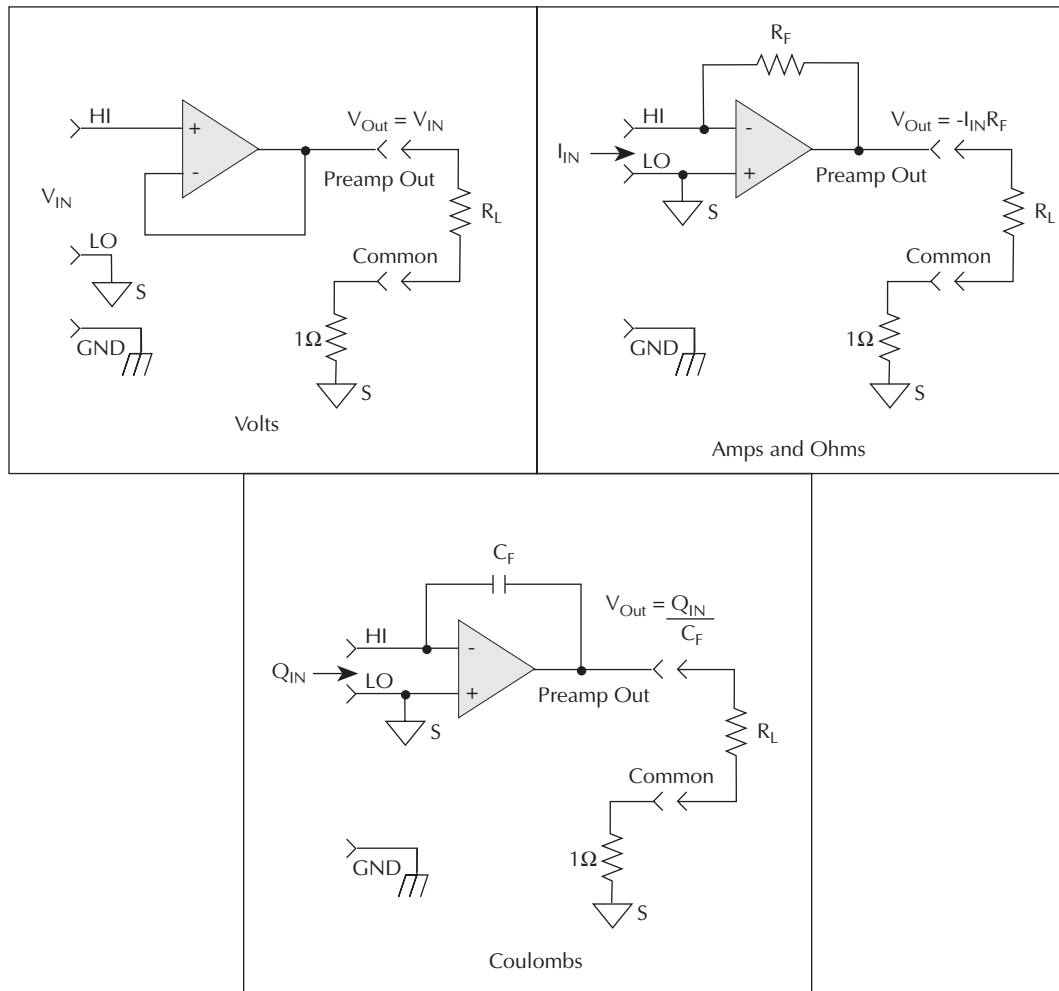 HI
+
-
V_Out = V_IN
Preamp Out
V_IN
R_L
LO
S
Common
1Ω
GND
S
Volts
R_F
HI
-
V_Out = -I_IN R_F
I_IN
LO
+
Preamp Out
S
R_L
Common
1Ω
GND
S
Amps and Ohms
C_F
HI
-
V_Out = Q_IN
C_F
Q_IN
LO
+
Preamp Out
S
R_L
Common
1Ω
GND
S
Coulombs